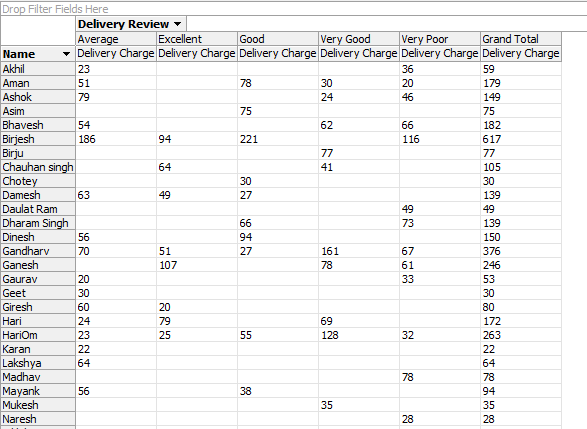 Drop Filter Fields Here
Delivery Review
Average Excellent Good Very Good Very Poor Grand Total
Name Delivery Charge Delivery Charge Delivery Charge Delivery Charge Delivery Charge Delivery Charge
Akhil 23 36 59
Aman 51 78 30 20 179
Ashok 79 24 46 149
Asim 75 75
Bhavesh 54 62 66 182
Birjesh 186 94 221 116 617
Birju 77 77
Chauhan singh 64 41 105
Chotey 30 30
Damesh 63 49 27 139
Daulat Ram 49 49
Dharam Singh 66 73 139
Dinesh 56 94 150
Gandharv 70 51 27 161 67 376
Ganesh 107 78 61 246
Gaurav 20 33 53
Geet 30 30
Giresh 60 20 80
Hari 24 79 69 172
HariOm 23 25 55 128 32 263
Karan 22 22
Lakshya 64 64
Madhav 78 78
Mayank 56 38 94
Mukesh 35 35
Naresh 28 28